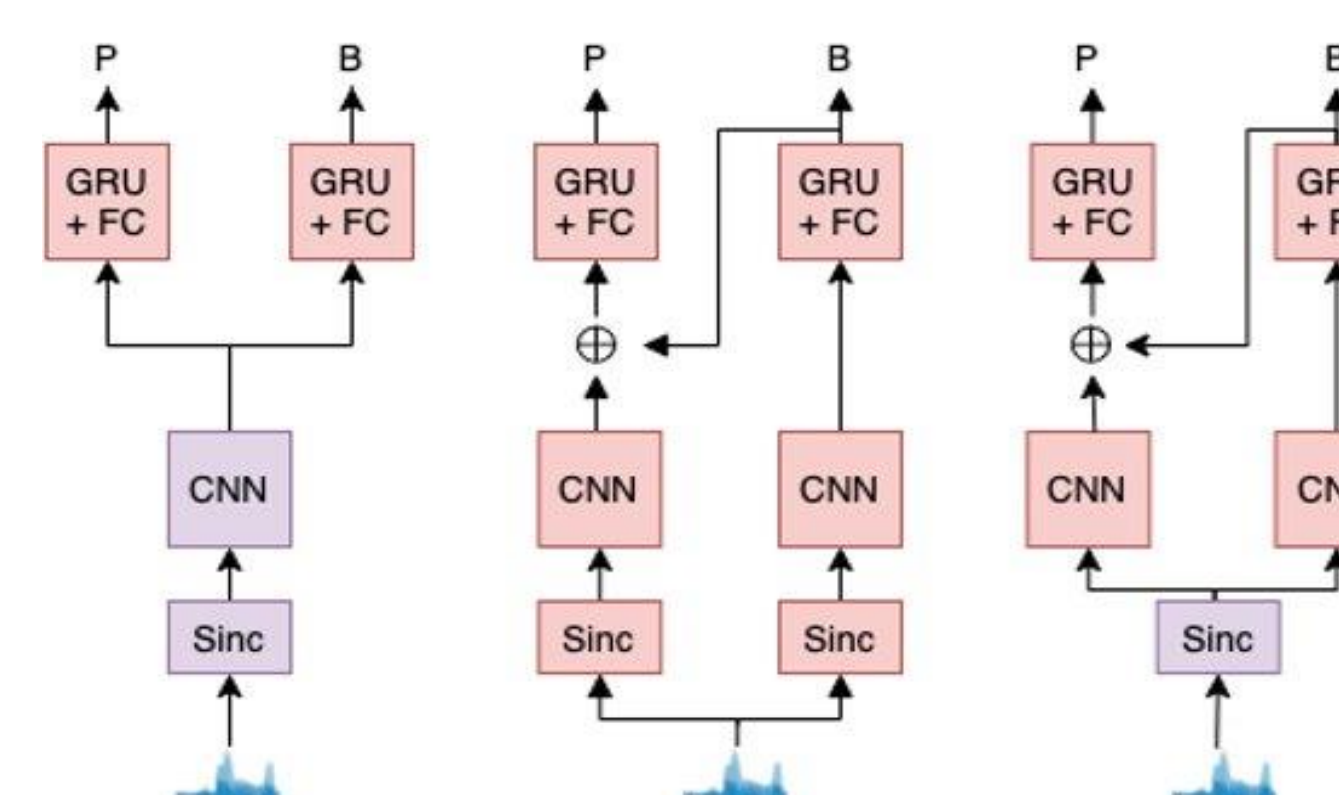 P B P B P
GRU GRU GRU GRU GRU
+ FC + FC + FC + FC + FC
CNN CNN CNN CNN
Sinc Sinc Sinc Sinc